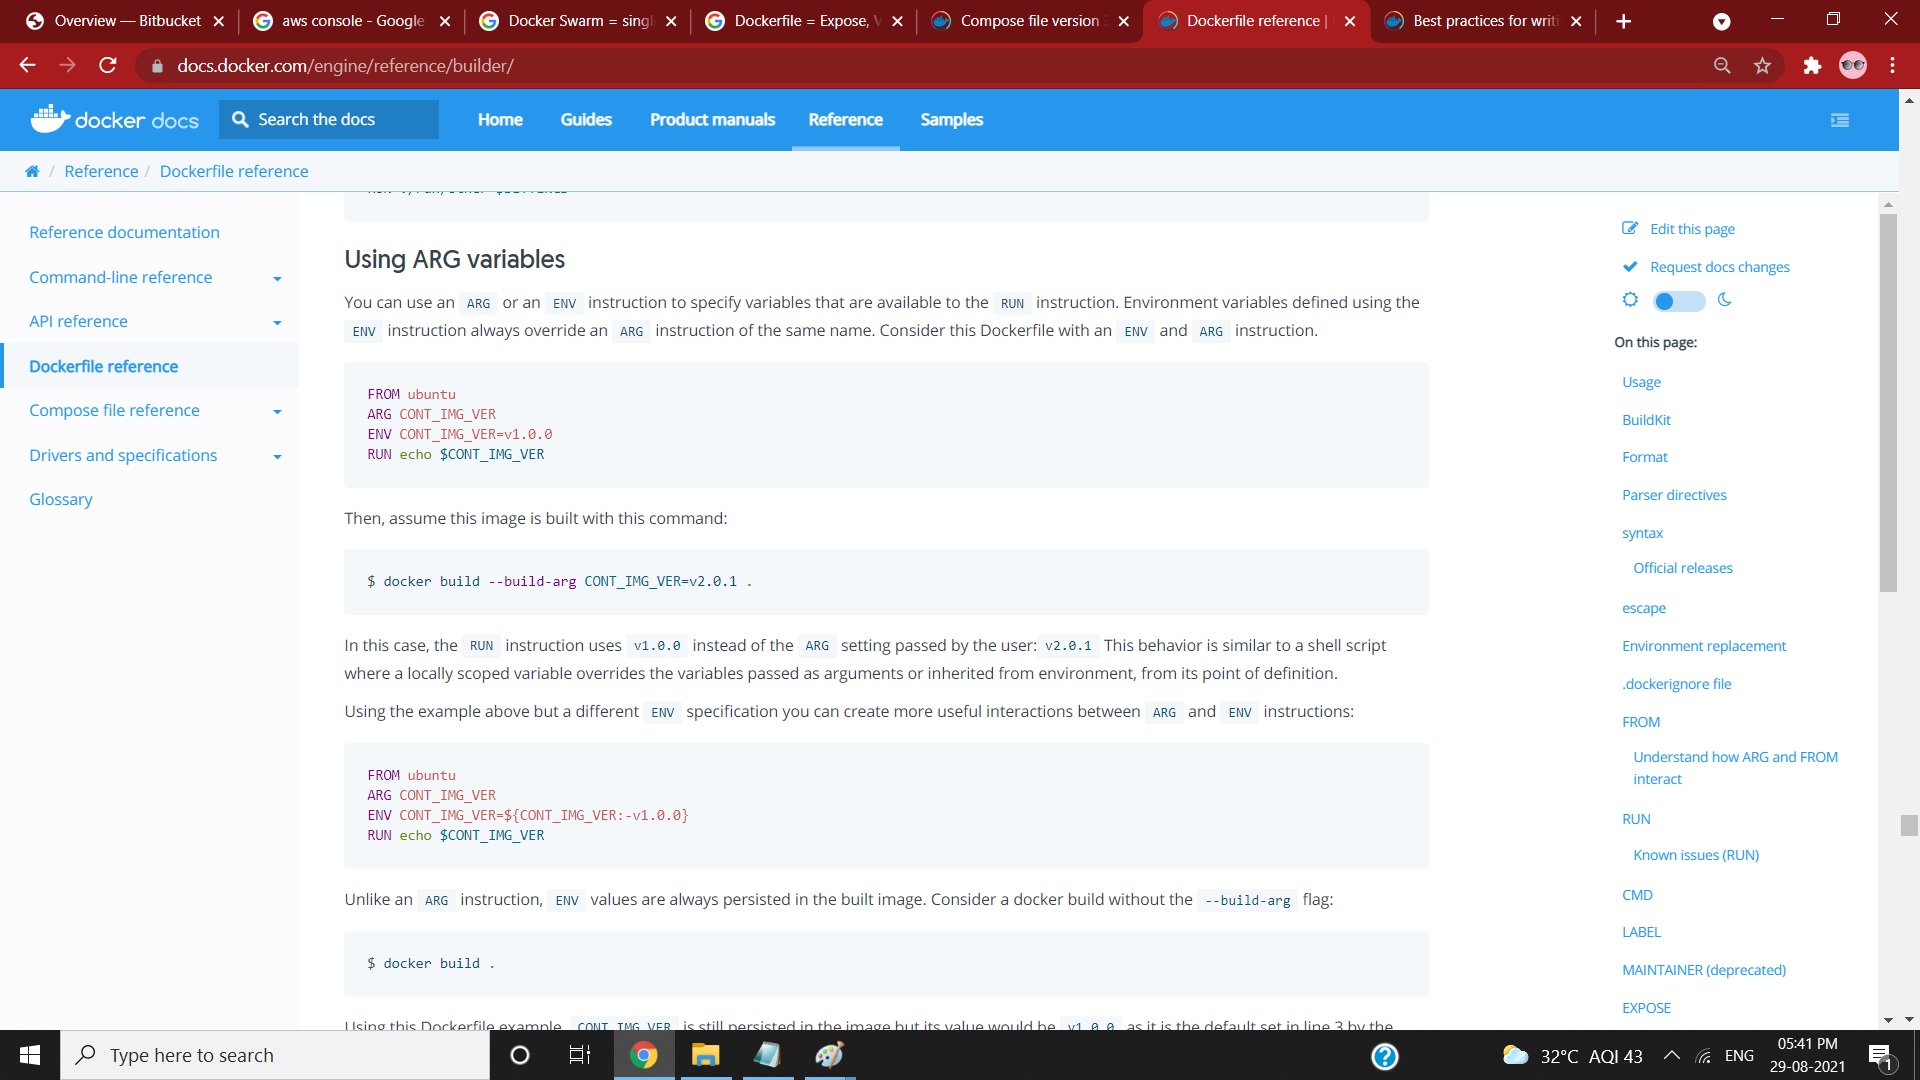 Overview — Bitbucket
aws console - Google
Docker Swarm = singl
Dockerfile = Expose, V
Compose file version 3
Dockerfile reference |
Best practices for writi
docs.docker.com/engine/reference/builder/
docker docs
Search the docs
Home
Guides
Product manuals
Reference
Samples
/ Reference / Dockerfile reference
Reference documentation
Command-line reference
API reference
Dockerfile reference
Compose file reference
Drivers and specifications
Glossary
Using ARG variables
You can use an ARG or an ENV instruction to specify variables that are available to the RUN instruction. Environment variables defined using the
ENV instruction always override an ARG instruction of the same name. Consider this Dockerfile with an ENV and ARG instruction.
FROM ubuntu
ARG CONT_IMG_VER
ENV CONT_IMG_VER=v1.0.0
RUN echo $CONT_IMG_VER
Then, assume this image is built with this command:
$ docker build --build-arg CONT_IMG_VER=v2.0.1 .
In this case, the RUN instruction uses v1.0.0 instead of the ARG setting passed by the user: v2.0.1 This behavior is similar to a shell script
where a locally scoped variable overrides the variables passed as arguments or inherited from environment, from its point of definition.
Using the example above but a different ENV specification you can create more useful interactions between ARG and ENV instructions:
FROM ubuntu
ARG CONT_IMG_VER
ENV CONT_IMG_VER=${CONT_IMG_VER:-v1.0.0}
RUN echo $CONT_IMG_VER
Unlike an ARG instruction, ENV values are always persisted in the built image. Consider a docker build without the --build-arg flag:
$ docker build .
Using this Dockerfile example, CONT_IMG_VER is still persisted in the image but its value would be v1.0.0 as it is the default set in line 3 by the
Edit this page
Request docs changes
On this page:
Usage
BuildKit
Format
Parser directives
syntax
Official releases
escape
Environment replacement
.dockerignore file
FROM
Understand how ARG and FROM
interact
RUN
Known issues (RUN)
CMD
LABEL
MAINTAINER (deprecated)
EXPOSE
Type here to search
32°C AQI 43
ENG
05:41 PM
29-08-2021
1